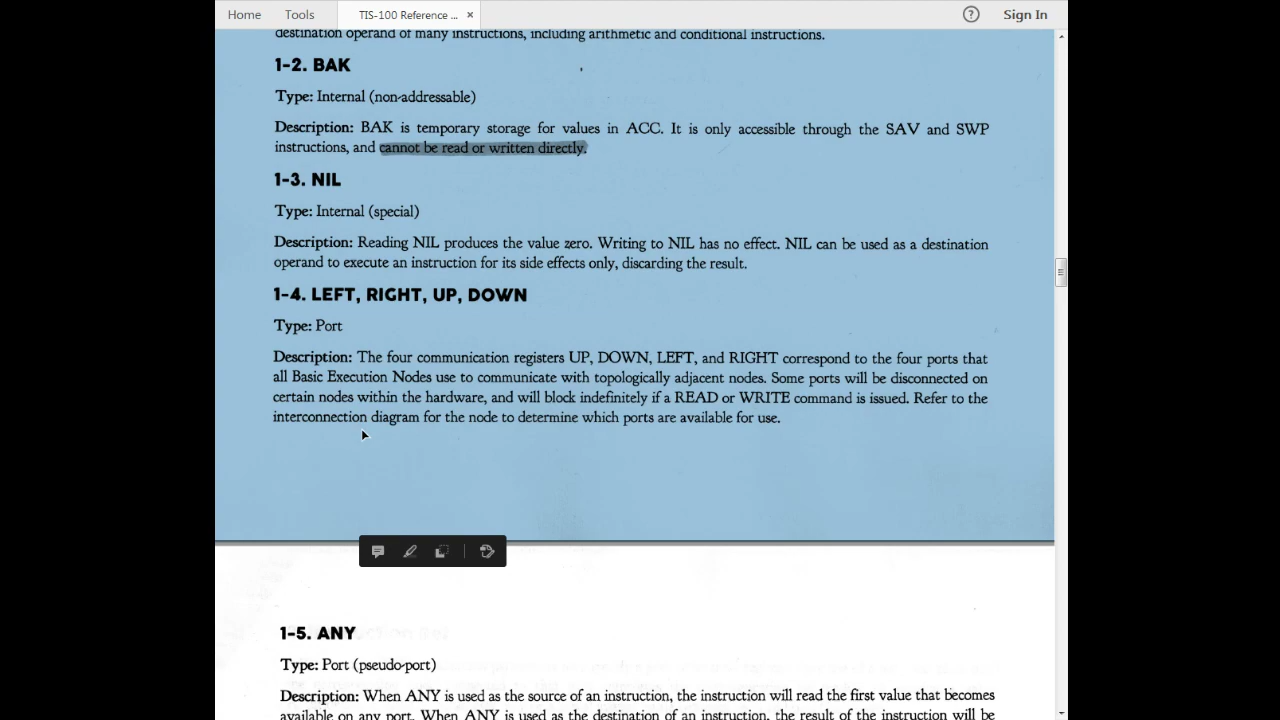 Home Tools TIS-100 Reference ... × ? Sign In
destination operand of many instructions, including arithmetic and conditional instructions.
1-2. BAK
Type: Internal (non-addressable)
Description: BAK is temporary storage for values in ACC. It is only accessible through the SAV and SWP
instructions, and cannot be read or written directly.
1-3. NIL
Type: Internal (special)
Description: Reading NIL produces the value zero. Writing to NIL has no effect. NIL can be used as a destination
operand to execute an instruction for its side effects only, discarding the result.
1-4. LEFT, RIGHT, UP, DOWN
Type: Port
Description: The four communication registers UP, DOWN, LEFT, and RIGHT correspond to the four ports that
all Basic Execution Nodes use to communicate with topologically adjacent nodes. Some ports will be disconnected on
certain nodes within the hardware, and will block indefinitely if a READ or WRITE command is issued. Refer to the
interconnection diagram for the node to determine which ports are available for use.
1-5. ANY
Type: Port (pseudo-port)
Description: When ANY is used as the source of an instruction, the instruction will read the first value that becomes
available on any port. When ANY is used as the destination of an instruction, the result of the instruction will be